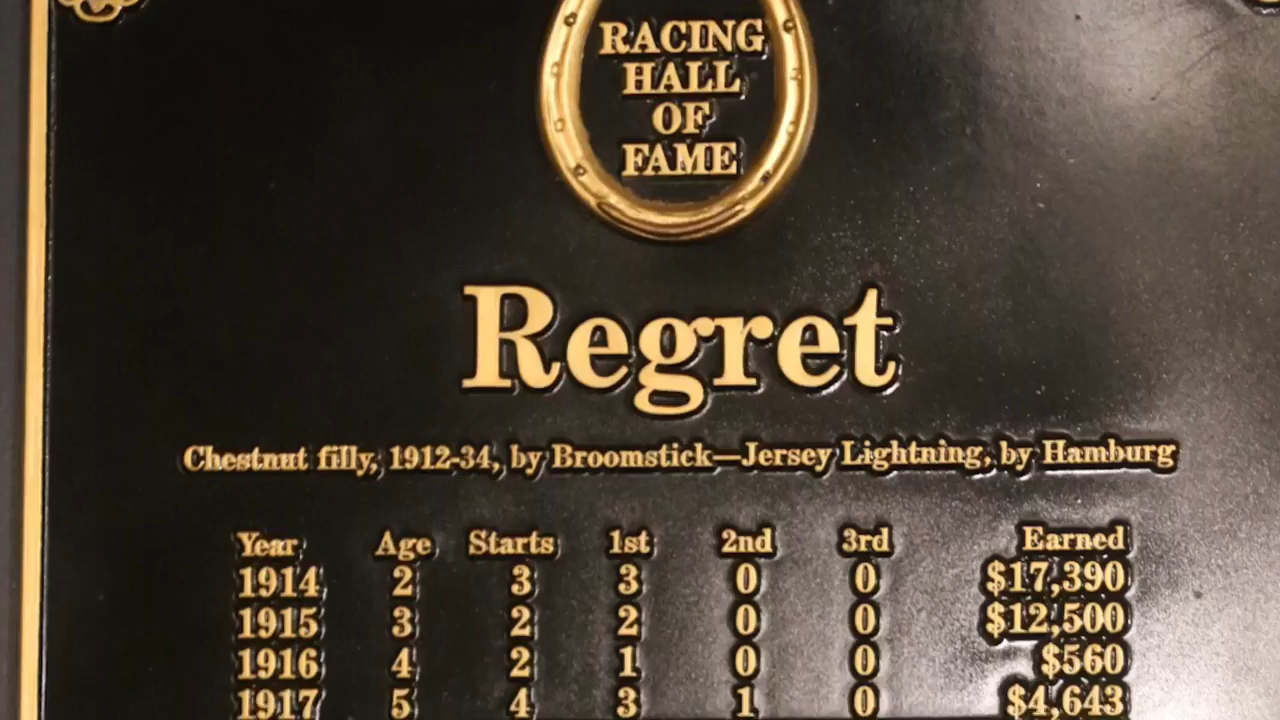 RACING
HALL
OF
FAME
Regret
Chestnut filly, 1912-34, by Broomstick—Jersey Lightning, by Hamburg
Year Age Starts 1st 2nd 3rd Earned
1914 2 3 3 0 0 $17,390
1915 3 2 2 0 0 $12,500
1916 4 2 1 0 0 $560
1917 5 4 3 1 0 $4,643